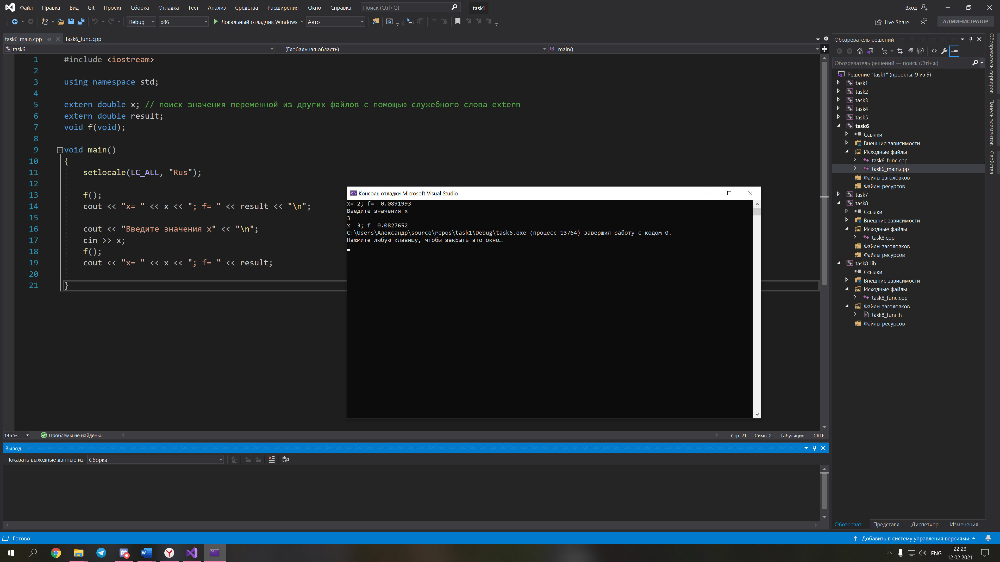 Файл Правка Вид Git Проект Сборка Отладка Тест Анализ Средства Расширения Окно Справка Поиск (Ctrl+Q) task1 Вход
Debug x86 Локальный отладчик Windows Авто Live Share АДМИНИСТРАТОР
task6_main.cpp task6_func.cpp
task6 (Глобальная область) main()
1 #include <iostream>
2
3 using namespace std;
4
5 extern double x; // поиск значения переменной из других файлов с помощью служебного слова extern
6 extern double result;
7 void f(void);
8
9 void main()
10 {
11 setlocale(LC_ALL, "Rus");
12
13 f();
14 cout << "x= " << x << "; f= " << result << "\n";
15
16 cout << "Введите значения x" << "\n";
17 cin >> x;
18 f();
19 cout << "x= " << x << "; f= " << result;
20
21 }
Консоль отладки Microsoft Visual Studio
x= 2; f= -0.0891993
Введите значения x
3
x= 3; f= 0.0827652
C:\Users\Александр\source\repos\task1\Debug\task6.exe (процесс 13764) завершил работу с кодом 0.
Нажмите любую клавишу, чтобы закрыть это окно…
146 % Проблемы не найдены. Стр: 21 Симв: 2 Табуляция CRLF
Вывод
Показать выходные данные из: Сборка
Обозреватель решений
Обозреватель решений — поиск (Ctrl+ж)
Решение "task1" (проекты: 9 из 9)
task1
task2
task3
task4
task5
task6
Ссылки
Внешние зависимости
Исходные файлы
task6_func.cpp
task6_main.cpp
Файлы заголовков
Файлы ресурсов
task7
task8
Ссылки
Внешние зависимости
Исходные файлы
task8.cpp
Файлы заголовков
Файлы ресурсов
task8_lib
Ссылки
Внешние зависимости
Исходные файлы
task8_func.cpp
Файлы заголовков
task8_func.h
Файлы ресурсов
Обозреват... Представл... Диспетчер... Изменения...
Обозреватель серверов
Панель элементов
Свойства
Готово Добавить в систему управления версиями
ENG
22:29
12.02.2021